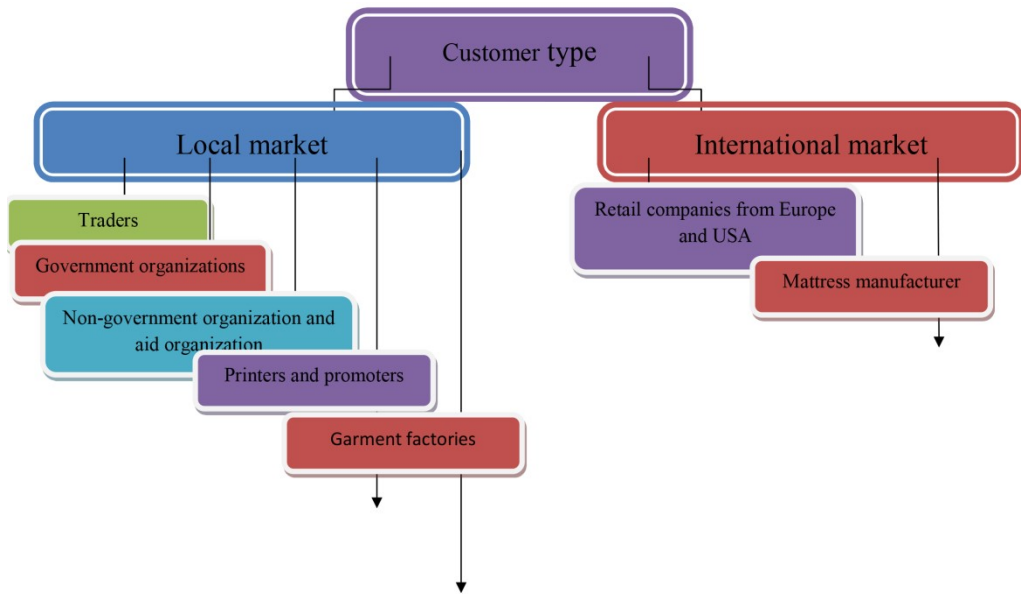 Customer type
Local market
International market
Traders
Government organizations
Non-government organization and
aid organization
Printers and promoters
Garment factories
Retail companies from Europe
and USA
Mattress manufacturer